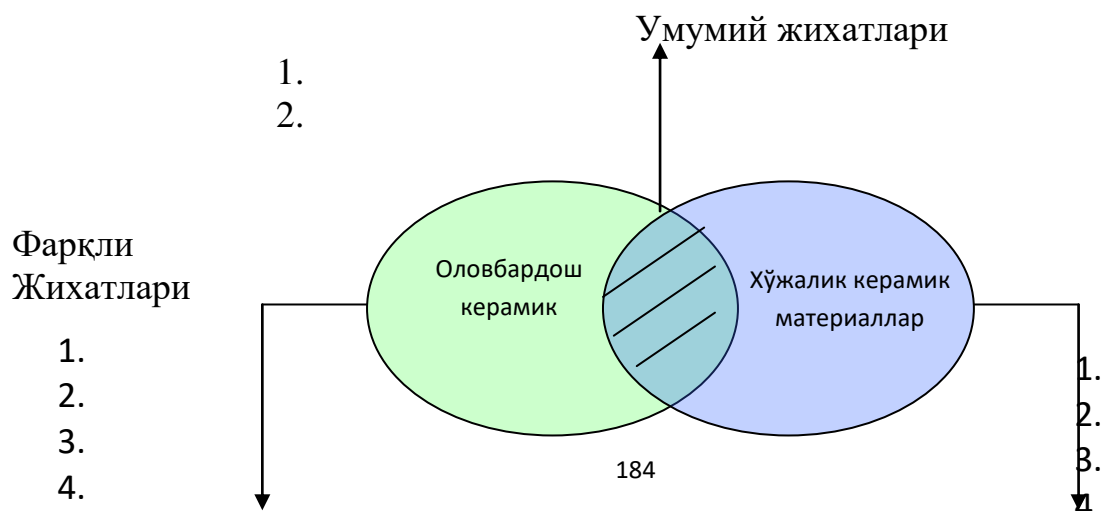 Умумий жихатлари
1.
2.
Фарқли
Жихатлари
1.
2.
3.
4.
Оловбардош
керамик
Хўжалик керамик
материаллар
1.
2.
3.
4
184